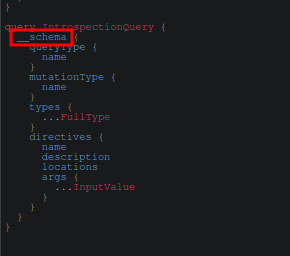 }
query IntrospectionQuery {
__schema {
queryType {
name
}
mutationType {
name
}
types {
...FullType
}
directives {
name
description
locations
args {
...InputValue
}
}
}
}